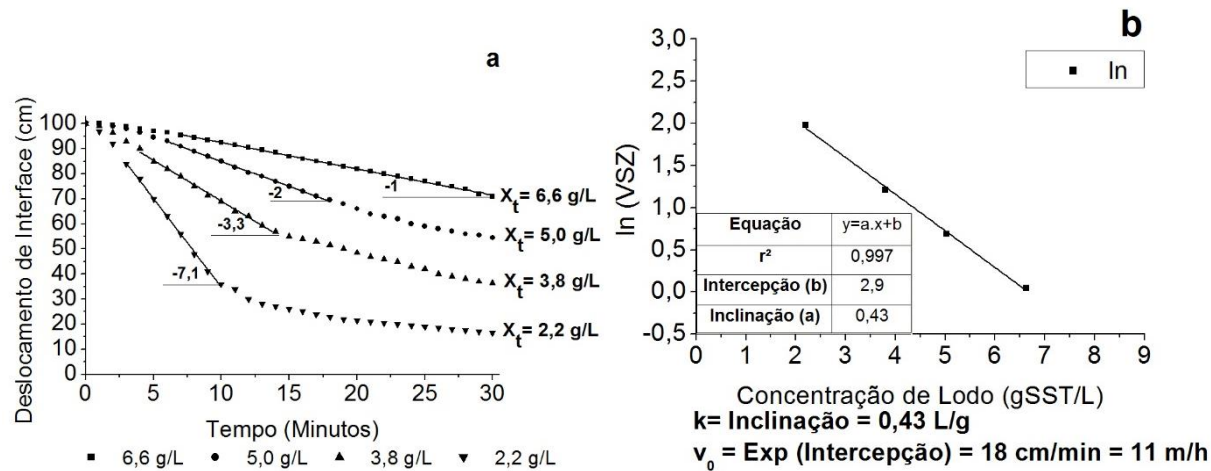 a
Deslocamento de Interface (cm)
100
90
80
70
60
50
40
30
20
10
0
-1
-2
-3,3
-7,1
X_t= 6,6 g/L
X_t= 5,0 g/L
X_t= 3,8 g/L
X_t= 2,2 g/L
0 5 10 15 20 25 30
Tempo (Minutos)
6,6 g/L 5,0 g/L 3,8 g/L 2,2 g/L
b
ln (VSZ)
3,0
2,5
2,0
1,5
1,0
0,5
0,0
-0,5
ln
Equação y=a.x+b
r² 0,997
Intercepção (b) 2,9
Inclinação (a) 0,43
0 1 2 3 4 5 6 7 8 9
Concentração de Lodo (gSST/L)
k= Inclinação = 0,43 L/g
v_0 = Exp (Intercepção) = 18 cm/min = 11 m/h